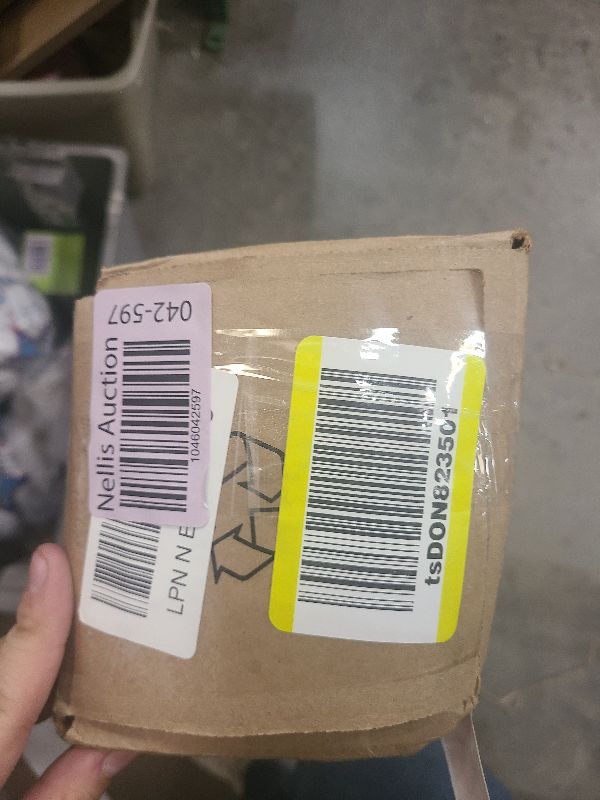 042-597
Nellis Auction
1046042597
LPN N E
tsDON823501